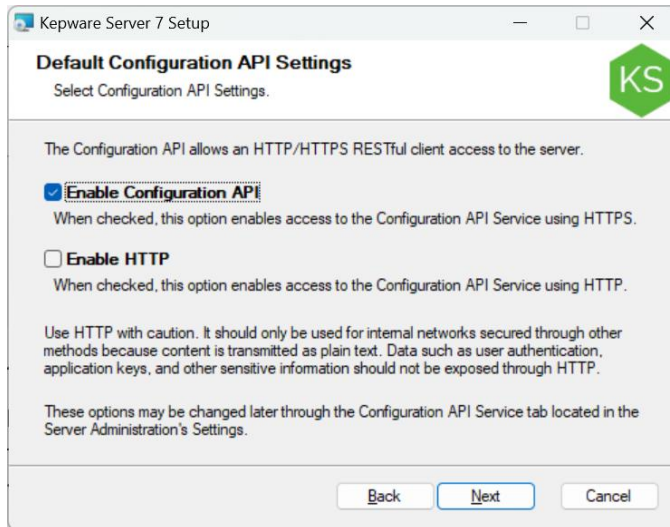 Kepware Server 7 Setup
Default Configuration API Settings
Select Configuration API Settings.
KS
The Configuration API allows an HTTP/HTTPS RESTful client access to the server.
Enable Configuration API
When checked, this option enables access to the Configuration API Service using HTTPS.
Enable HTTP
When checked, this option enables access to the Configuration API Service using HTTP.
Use HTTP with caution. It should only be used for internal networks secured through other
methods because content is transmitted as plain text. Data such as user authentication,
application keys, and other sensitive information should not be exposed through HTTP.
These options may be changed later through the Configuration API Service tab located in the
Server Administration's Settings.
Back Next Cancel